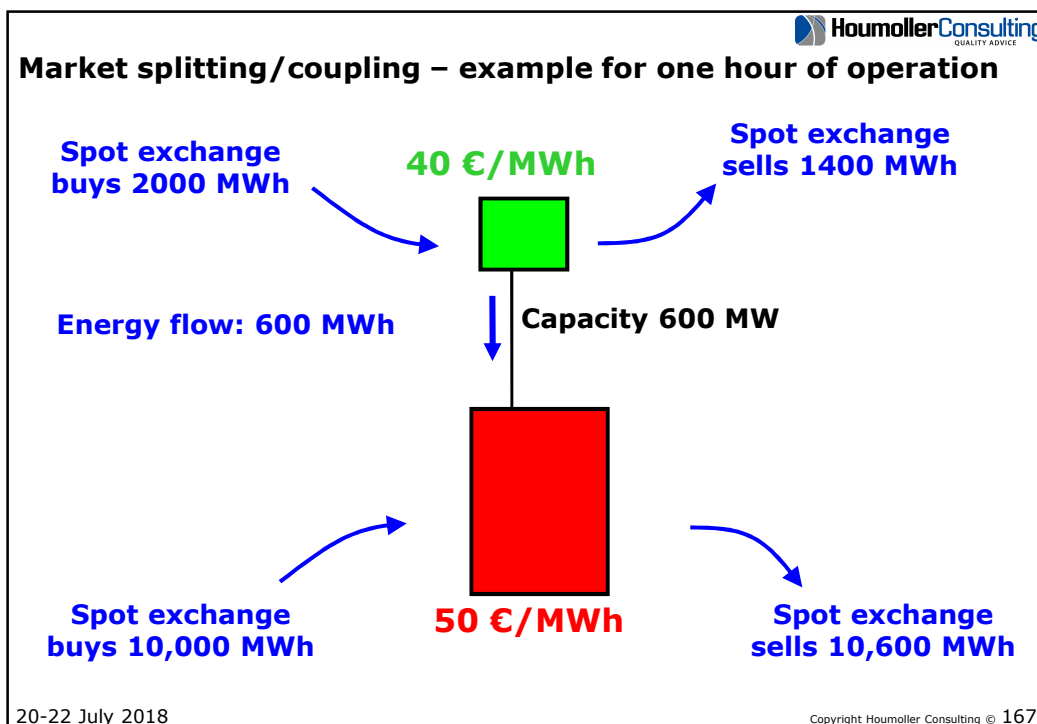 HoumollerConsulting
QUALITY ADVICE
Market splitting/coupling – example for one hour of operation
Spot exchange
buys 2000 MWh
40 €/MWh
Spot exchange
sells 1400 MWh
Energy flow: 600 MWh
Capacity 600 MW
Spot exchange
buys 10,000 MWh
50 €/MWh
Spot exchange
sells 10,600 MWh
20-22 July 2018
Copyright Houmoller Consulting © 167